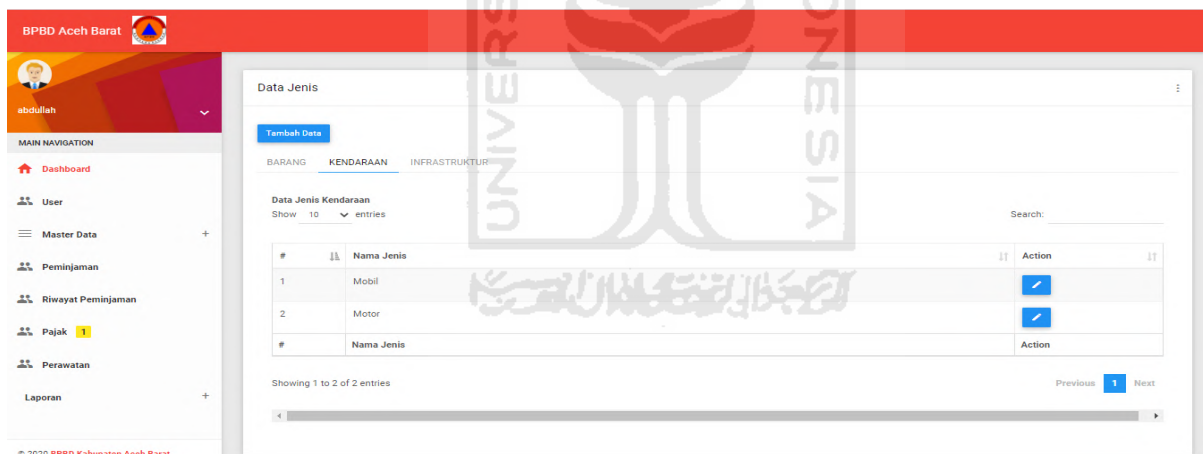 BPBD Aceh Barat
abdullah
MAIN NAVIGATION
Dashboard
User
Master Data +
Peminjaman
Riwayat Peminjaman
Pajak 1
Perawatan
Laporan +
© 2020 BPBD Kabupaten Aceh Barat
Data Jenis
Tambah Data
BARANG KENDARAAN INFRASTRUKTUR
Data Jenis Kendaraan
Show 10 entries
Search:
# Nama Jenis Action
1 Mobil
2 Motor
# Nama Jenis Action
Showing 1 to 2 of 2 entries
Previous 1 Next